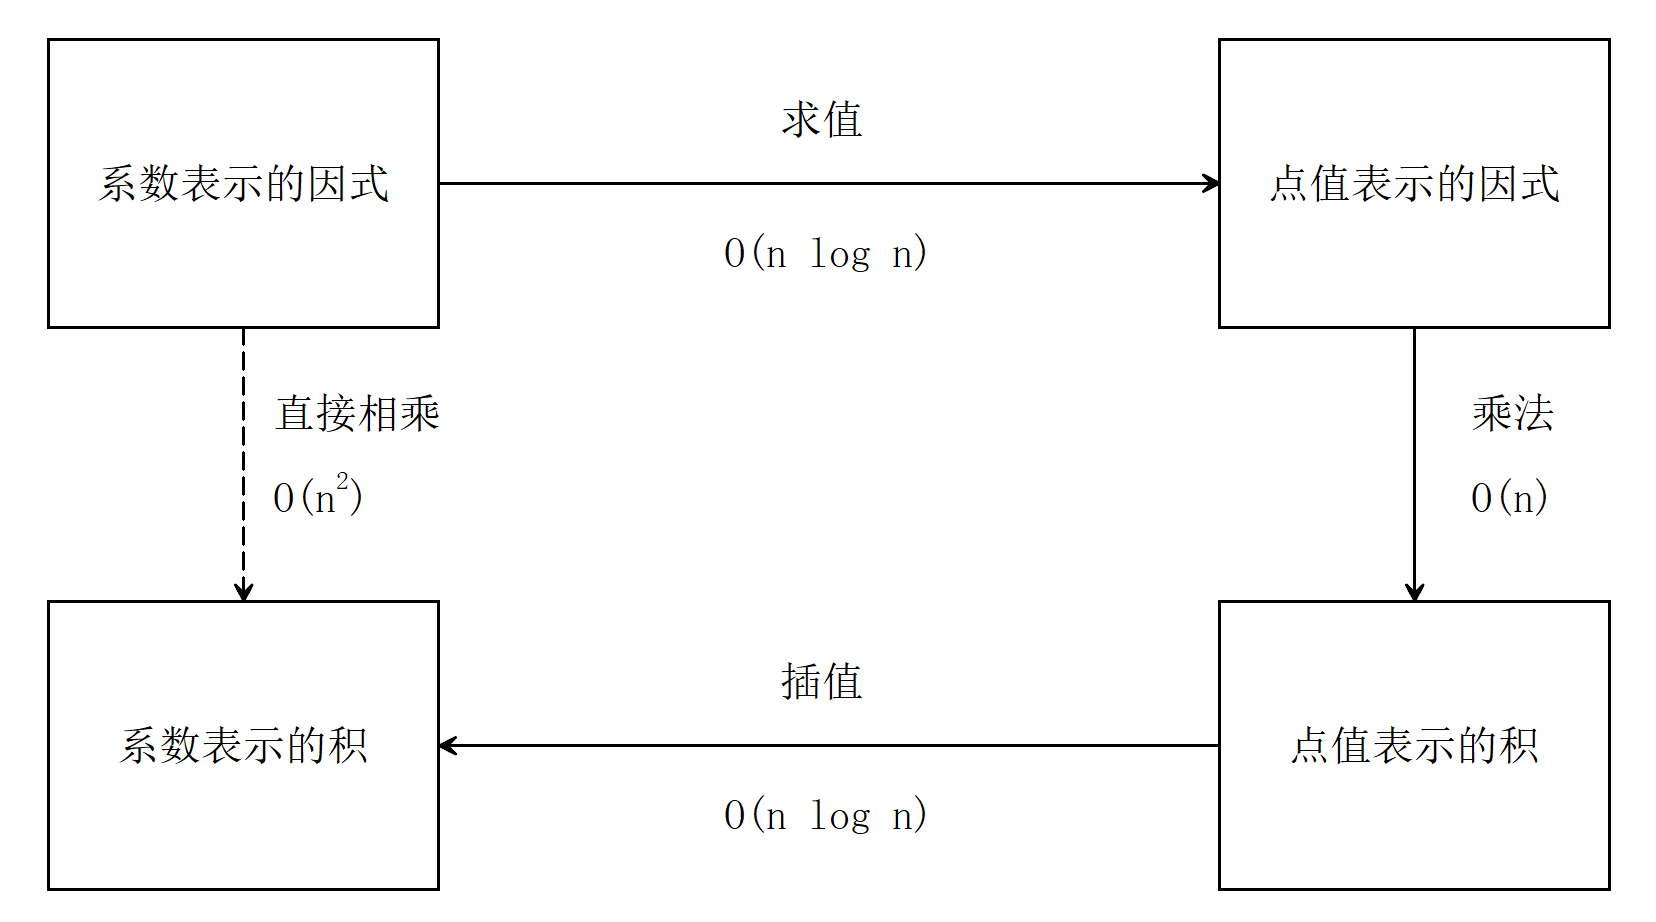 求值
系数表示的因式
点值表示的因式
O(n log n)
直接相乘
O(n²)
乘法
O(n)
插值
系数表示的积
点值表示的积
O(n log n)